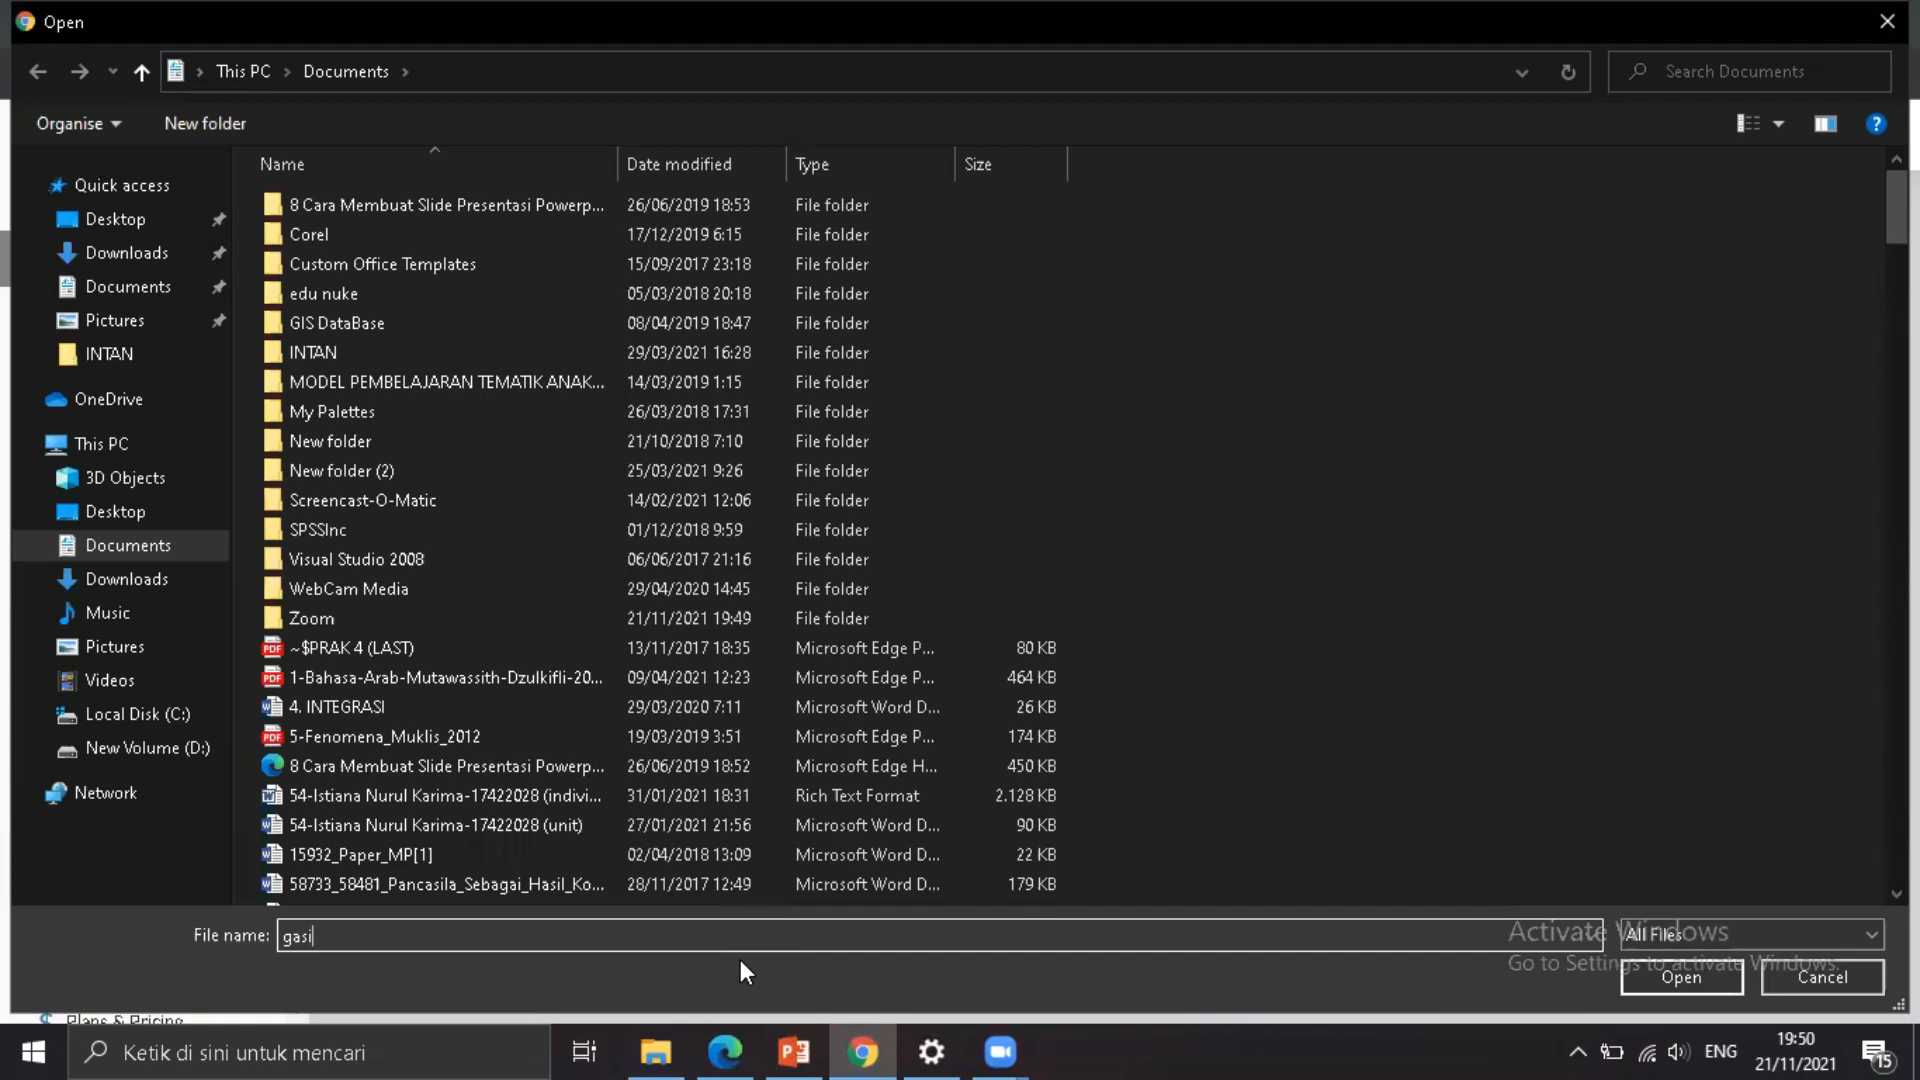 Open
This PC Documents
Search Documents
Organise New folder
Name Date modified Type Size
Quick access
Desktop
Downloads
Documents
Pictures
INTAN
OneDrive
This PC
3D Objects
Desktop
Documents
Downloads
Music
Pictures
Videos
Local Disk (C:)
New Volume (D:)
Network
8 Cara Membuat Slide Presentasi Powerp... 26/06/2019 18:53 File folder
Corel 17/12/2019 6:15 File folder
Custom Office Templates 15/09/2017 23:18 File folder
edu nuke 05/03/2018 20:18 File folder
GIS DataBase 08/04/2019 18:47 File folder
INTAN 29/03/2021 16:28 File folder
MODEL PEMBELAJARAN TEMATIK ANAK... 14/03/2019 1:15 File folder
My Palettes 26/03/2018 17:31 File folder
New folder 21/10/2018 7:10 File folder
New folder (2) 25/03/2021 9:26 File folder
Screencast-O-Matic 14/02/2021 12:06 File folder
SPSSInc 01/12/2018 9:59 File folder
Visual Studio 2008 06/06/2017 21:16 File folder
WebCam Media 29/04/2020 14:45 File folder
Zoom 21/11/2021 19:49 File folder
~$PRAK 4 (LAST) 13/11/2017 18:35 Microsoft Edge P... 80 KB
1-Bahasa-Arab-Mutawassith-Dzulkifli-20... 09/04/2021 12:23 Microsoft Edge P... 464 KB
4. INTEGRASI 29/03/2020 7:11 Microsoft Word D... 26 KB
5-Fenomena_Muklis_2012 19/03/2019 3:51 Microsoft Edge P... 174 KB
8 Cara Membuat Slide Presentasi Powerp... 26/06/2019 18:52 Microsoft Edge H... 450 KB
54-Istiana Nurul Karima-17422028 (indivi... 31/01/2021 18:31 Rich Text Format 2.128 KB
54-Istiana Nurul Karima-17422028 (unit) 27/01/2021 21:56 Microsoft Word D... 90 KB
15932_Paper_MP[1] 02/04/2018 13:09 Microsoft Word D... 22 KB
58733_58481_Pancasila_Sebagai_Hasil_Ko... 28/11/2017 12:49 Microsoft Word D... 179 KB
File name: gasi
All Files
Activate Windows
Go to Settings to activate Windows.
Open Cancel
Plans & Pricing
Ketik di sini untuk mencari
ENG
19:50
21/11/2021
15